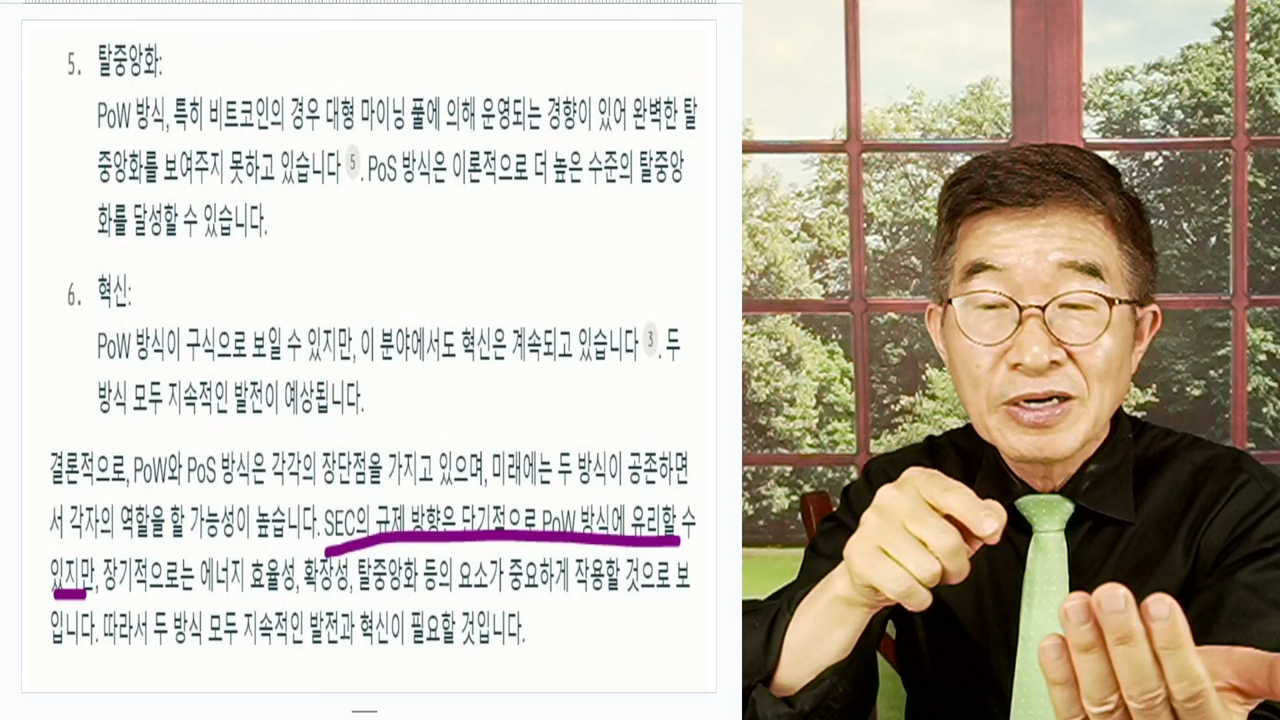 5. 탈중앙화:
PoW 방식, 특히 비트코인의 경우 대형 마이닝 풀에 의해 운영되는 경향이 있어 완벽한 탈
중앙화를 보여주지 못하고 있습니다 5. PoS 방식은 이론적으로 더 높은 수준의 탈중앙
화를 달성할 수 있습니다.
6. 혁신:
PoW 방식이 구식으로 보일 수 있지만, 이 분야에서도 혁신은 계속되고 있습니다 3. 두
방식 모두 지속적인 발전이 예상됩니다.
결론적으로, PoW와 PoS 방식은 각각의 장단점을 가지고 있으며, 미래에는 두 방식이 공존하면
서 각자의 역할을 할 가능성이 높습니다. SEC의 규제 방향은 단기적으로 PoW 방식에 유리할 수
있지만, 장기적으로는 에너지 효율성, 확장성, 탈중앙화 등의 요소가 중요하게 작용할 것으로 보
입니다. 따라서 두 방식 모두 지속적인 발전과 혁신이 필요할 것입니다.